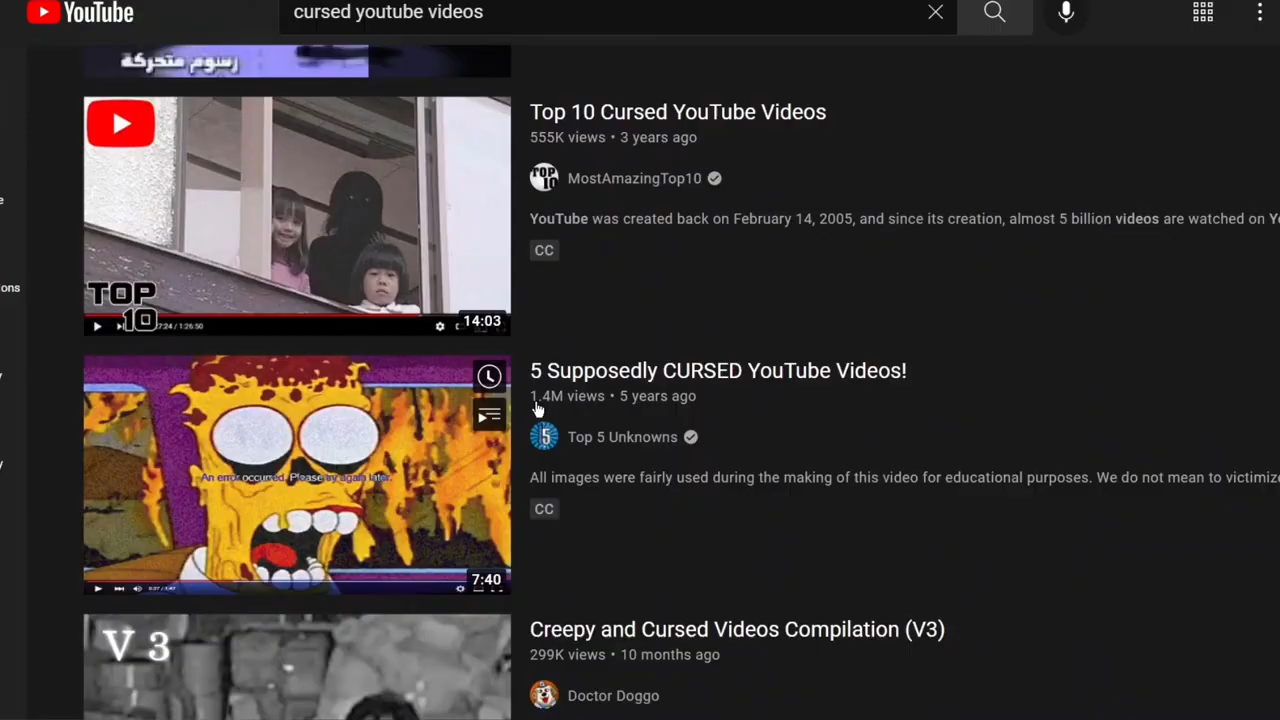 YouTube
cursed youtube videos
رسوم متحركة
Top 10 Cursed YouTube Videos
555K views • 3 years ago
TOP 10
MostAmazingTop10
YouTube was created back on February 14, 2005, and since its creation, almost 5 billion videos are watched on
CC
TOP
10
14:03
ons
5 Supposedly CURSED YouTube Videos!
1.4M views • 5 years ago
5
Top 5 Unknowns
An error occurred. Please try again later.
All images were fairly used during the making of this video for educational purposes. We do not mean to victimize
CC
7:40
V 3
Creepy and Cursed Videos Compilation (V3)
299K views • 10 months ago
Doctor Doggo